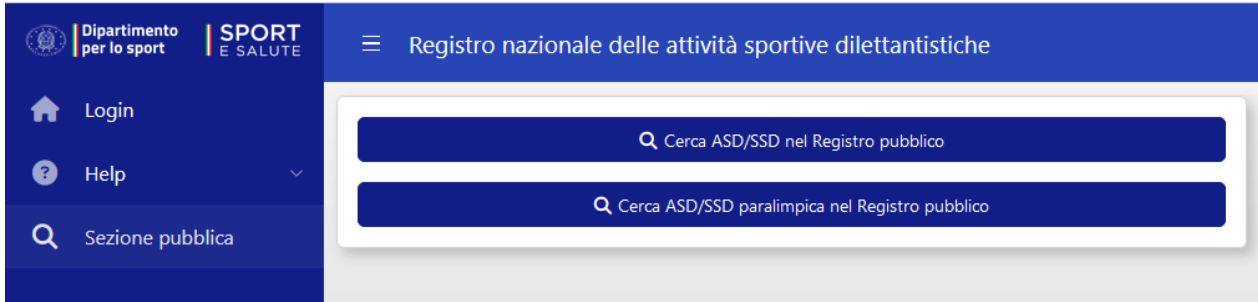 Dipartimento
per lo sport
SPORT
E SALUTE
Registro nazionale delle attività sportive dilettantistiche
Login
Help
Sezione pubblica
Cerca ASD/SSD nel Registro pubblico
Cerca ASD/SSD paralimpica nel Registro pubblico